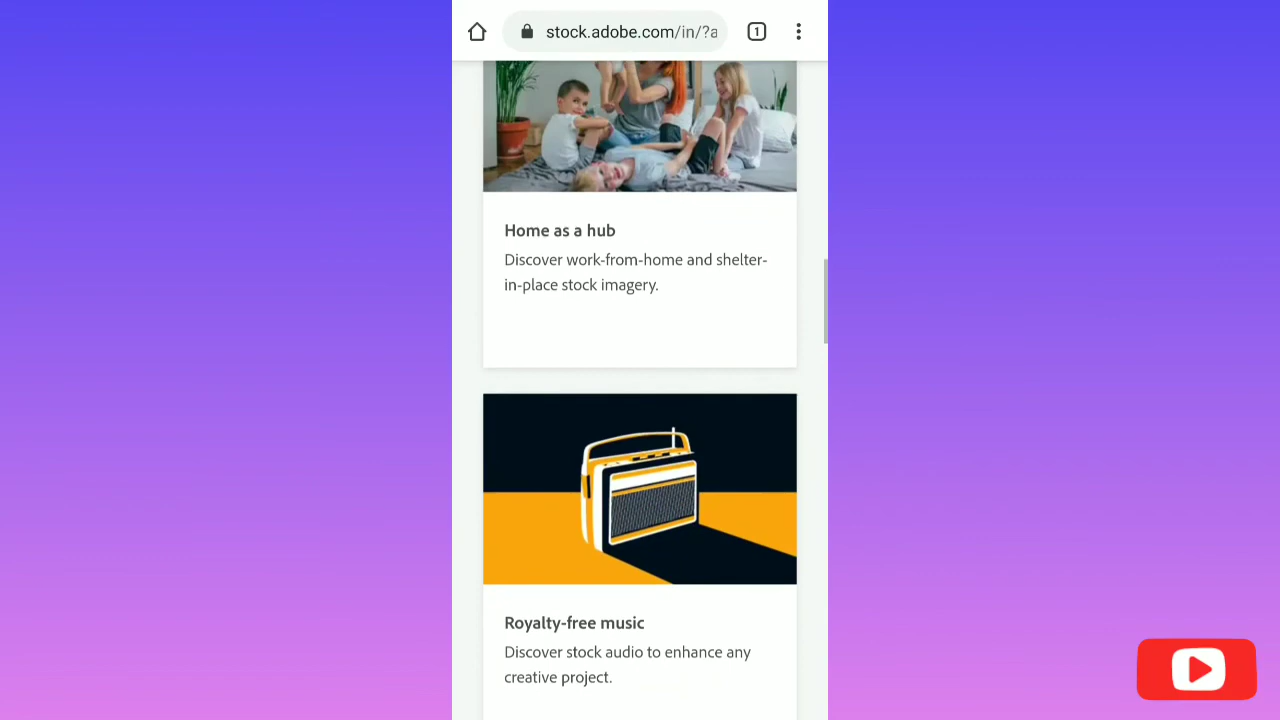 stock.adobe.com/in/?a
1
Home as a hub
Discover work-from-home and shelter-
in-place stock imagery.
Royalty-free music
Discover stock audio to enhance any
creative project.